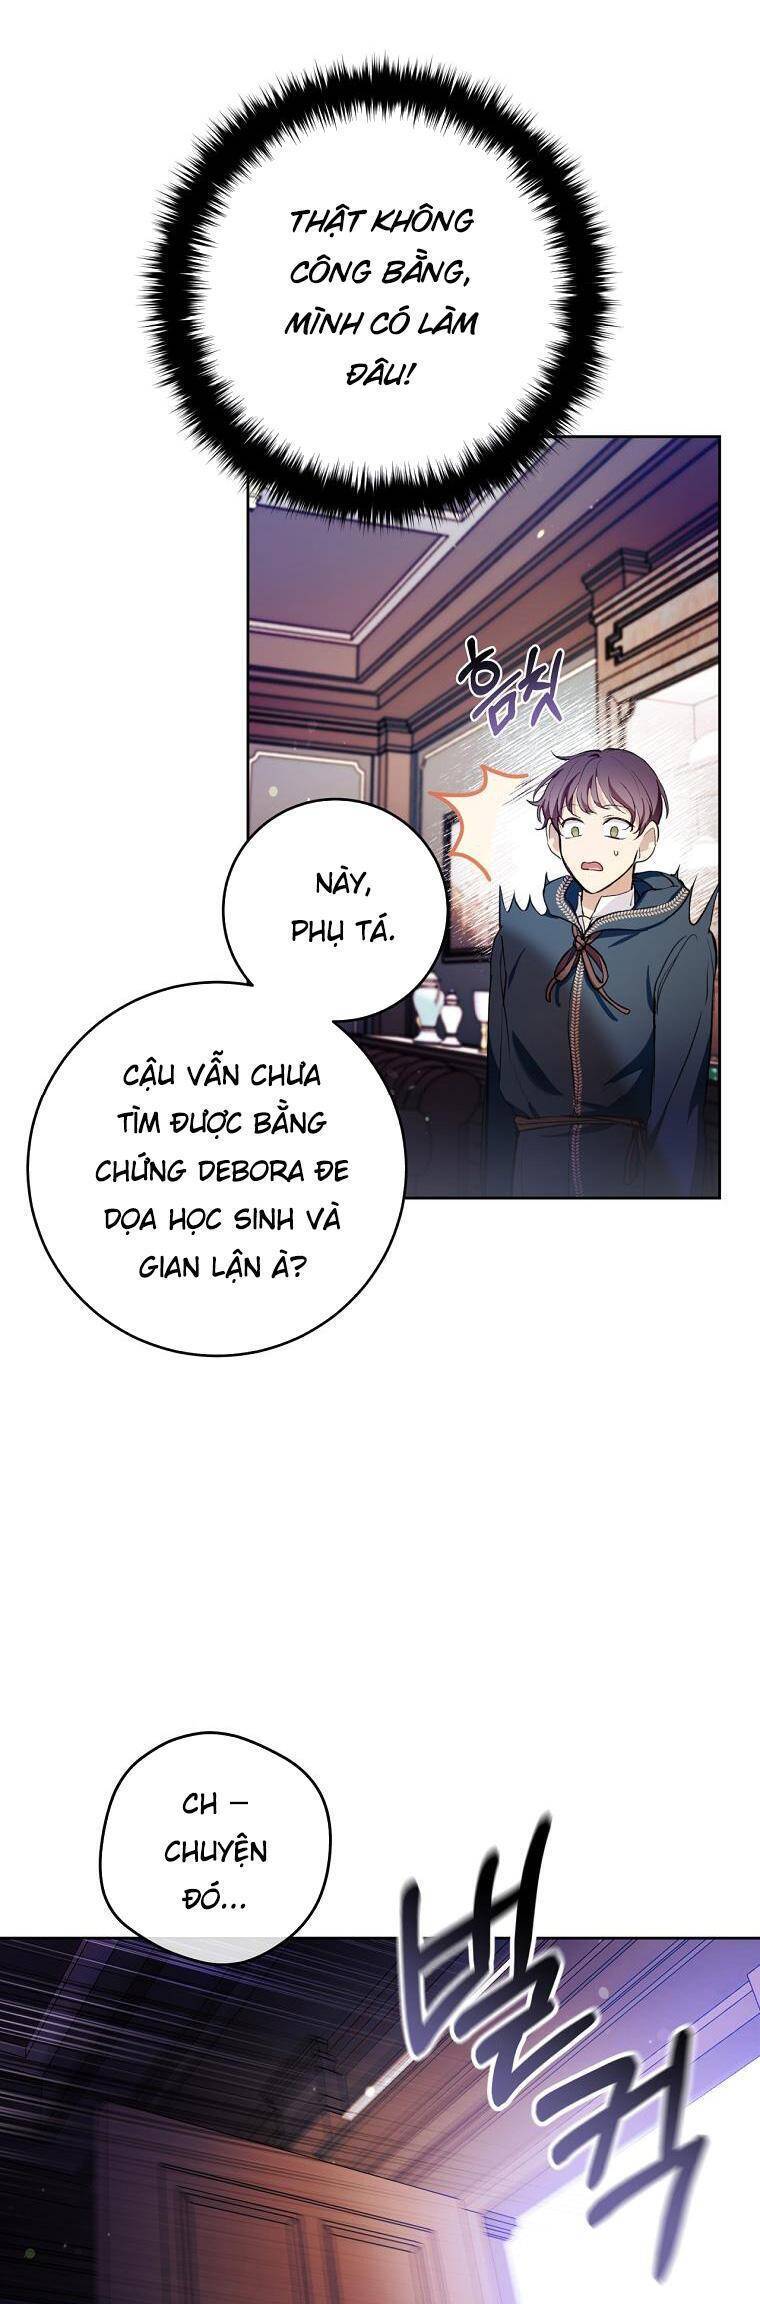 THẬT KHÔNG
CÔNG BẰNG,
MÌNH CÓ LÀM
ĐÂU!
흠칫
NÀY,
PHỤ TÁ.
CẬU VẪN CHƯA
TÌM ĐƯỢC BẰNG
CHỨNG DEBORA ĐE
DỌA HỌC SINH VÀ
GIAN LẬN À?
CH –
CHUYỆN
ĐÓ...
벌컥